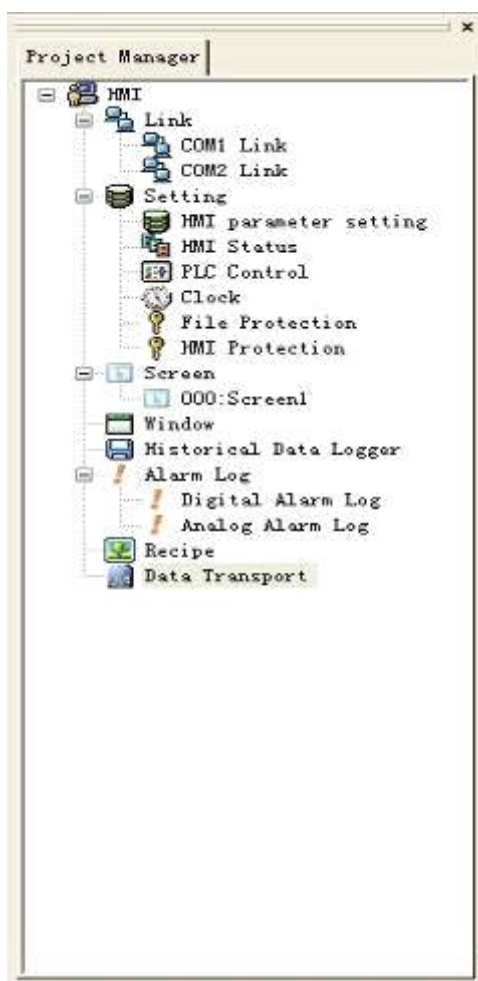 Project Manager
HMI
Link
COM1 Link
COM2 Link
Setting
HMI parameter setting
HMI Status
PLC Control
Clock
File Protection
HMI Protection
Screen
000:Screen1
Window
Historical Data Logger
Alarm Log
Digital Alarm Log
Analog Alarm Log
Recipe
Data Transport